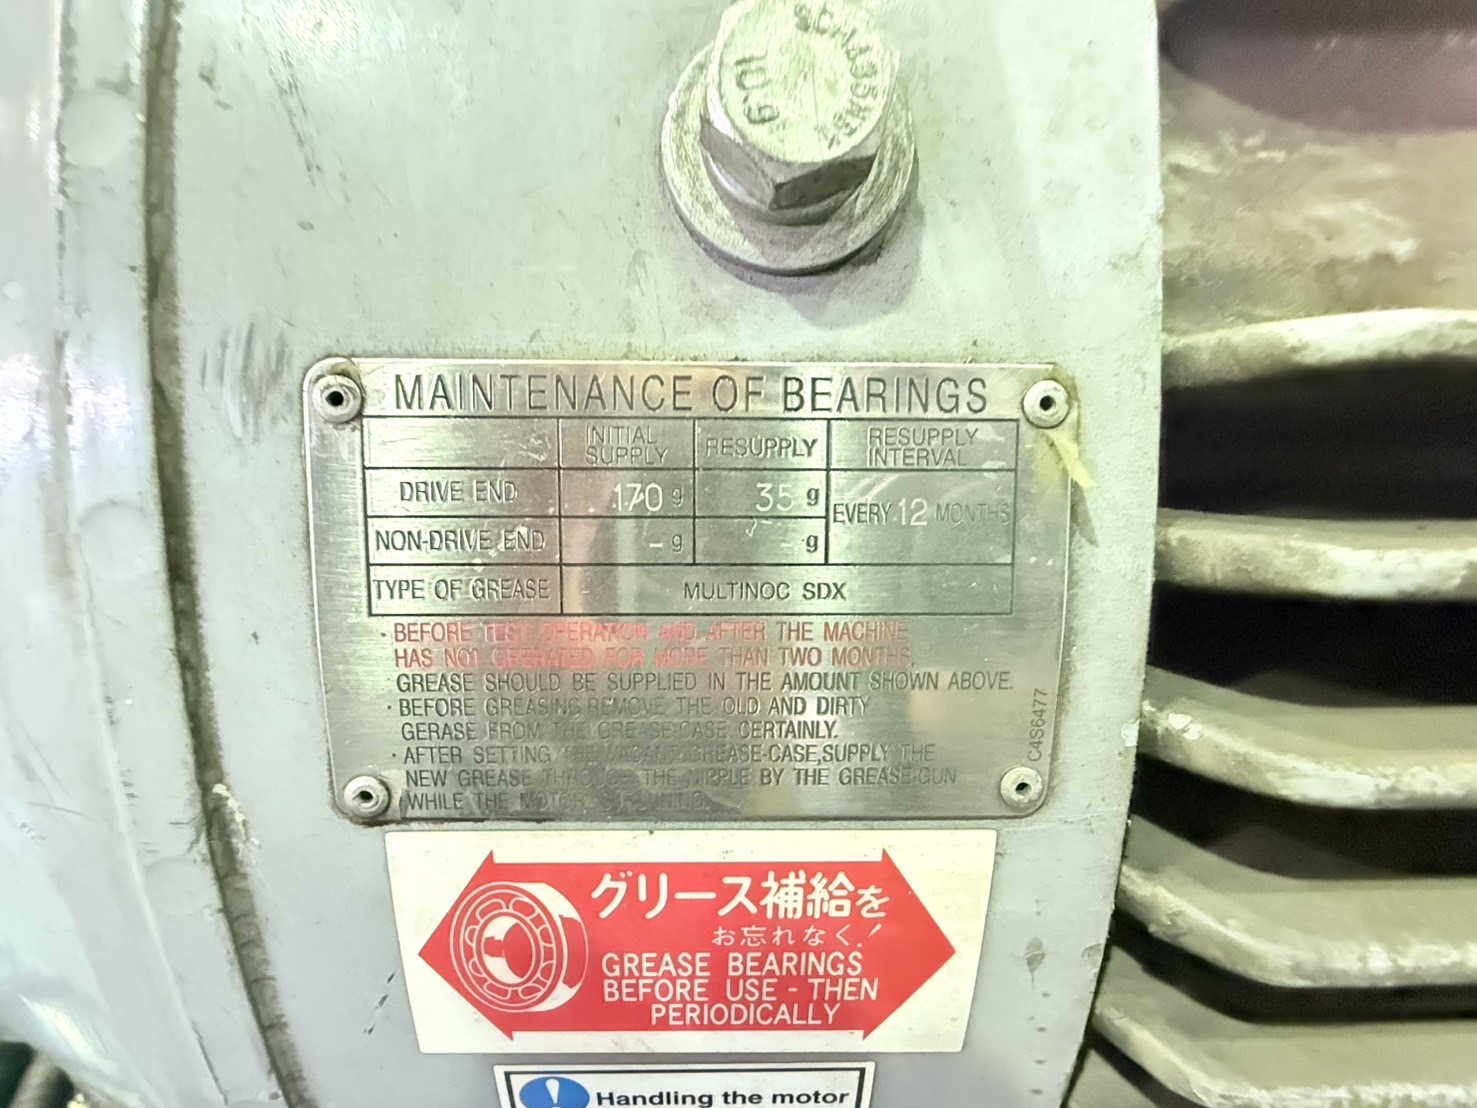 10.9
MAINTENANCE OF BEARINGS
INITIAL SUPPLY RESUPPLY RESUPPLY INTERVAL
DRIVE END 170 g 35 g EVERY 12 MONTHS
NON-DRIVE END - g - g
TYPE OF GREASE MULTINOC SDX
· BEFORE TEST OPERATION AND AFTER THE MACHINE
HAS NOT OPERATED FOR MORE THAN TWO MONTHS,
GREASE SHOULD BE SUPPLIED IN THE AMOUNT SHOWN ABOVE.
· BEFORE GREASING REMOVE THE OLD AND DIRTY
GERASE FROM THE GREASE-CASE CERTAINLY.
· AFTER SETTING THE VACANT GREASE-CASE, SUPPLY THE
NEW GREASE THROUGH THE NIPPLE BY THE GREASE-GUN
WHILE THE MOTOR
C4S6477
グリース補給を
お忘れなく!
GREASE BEARINGS
BEFORE USE - THEN
PERIODICALLY
Handling the motor